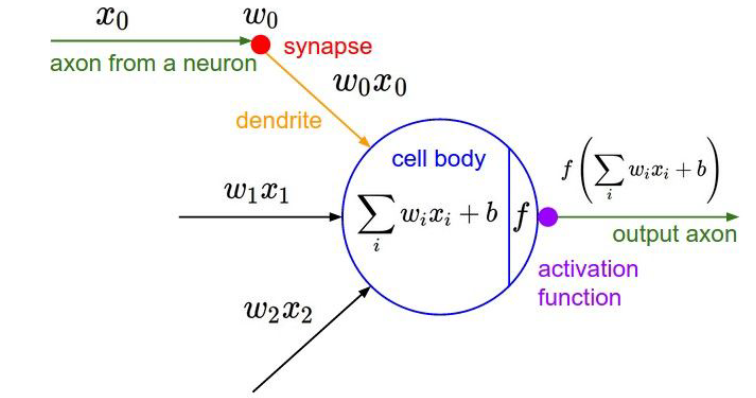 x₀
w₀
synapse
axon from a neuron
w₀x₀
dendrite
cell body
f(∑ᵢ wᵢxᵢ + b)
w₁x₁
∑ᵢ wᵢxᵢ + b
f
output axon
activation
function
w₂x₂